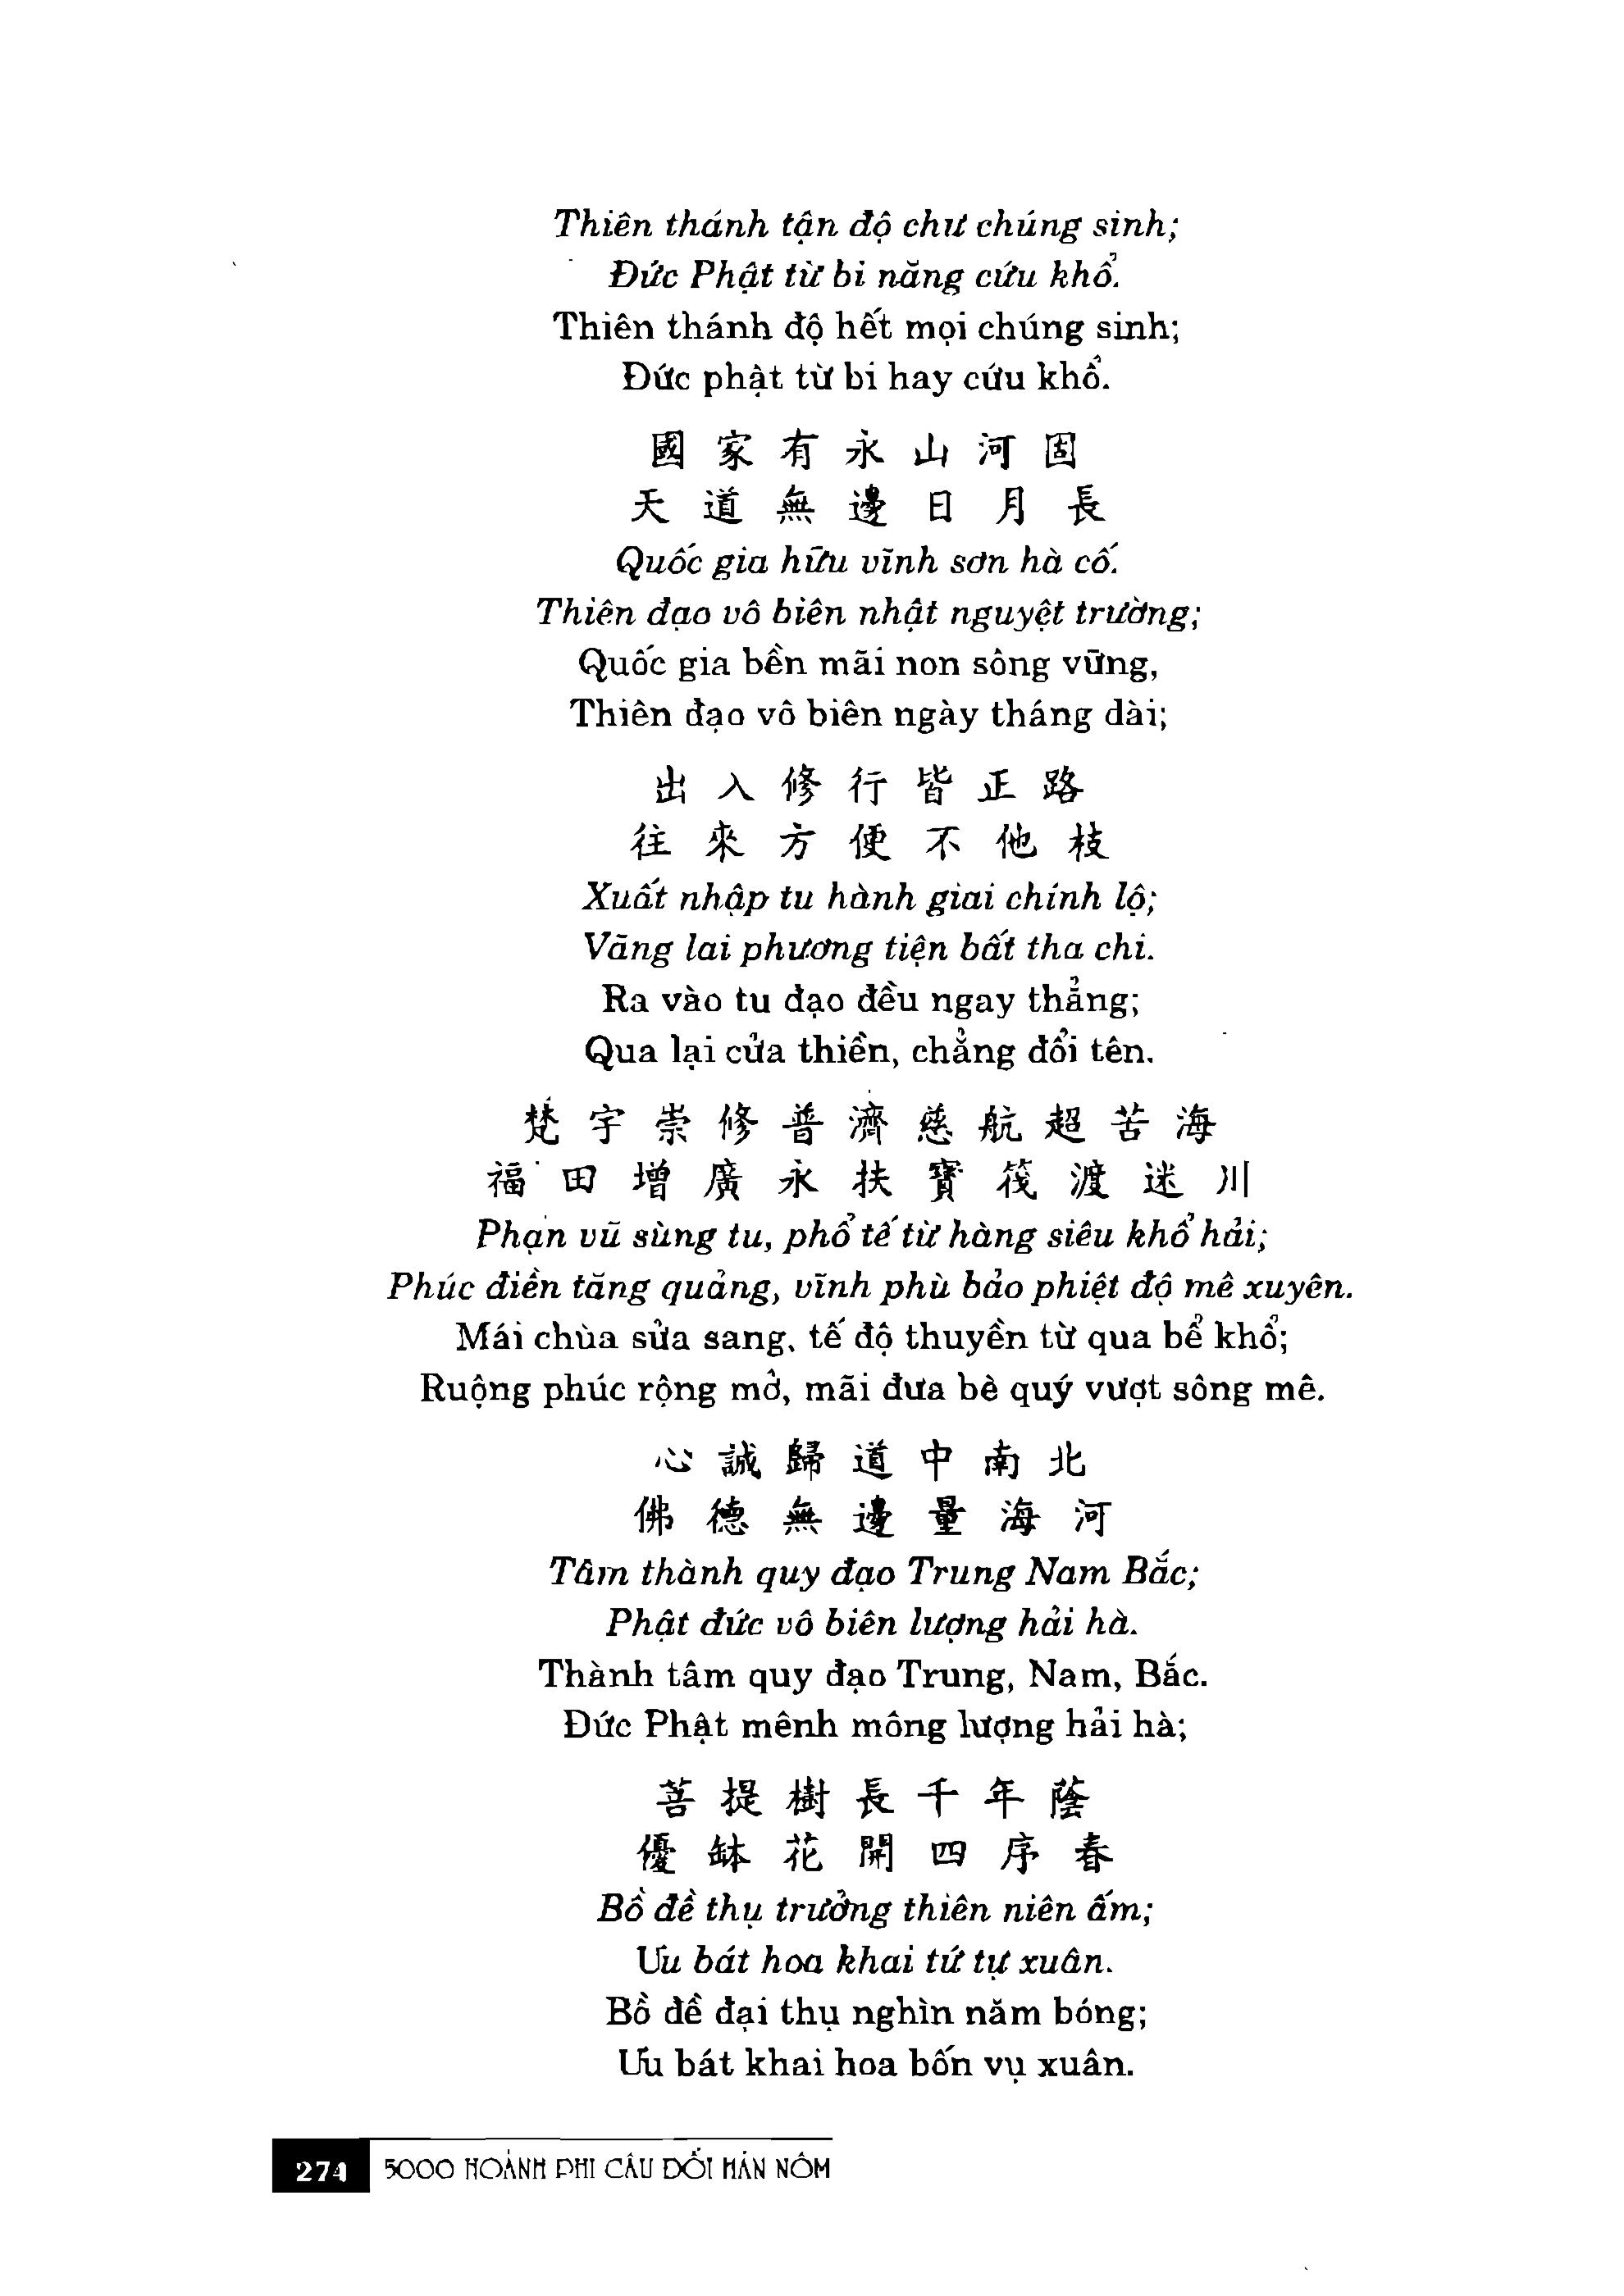 Thiên thánh tận độ chư chúng sinh;
Đức Phật từ bi năng cứu khổ.
Thiên thánh độ hết mọi chúng sinh;
Đức phật từ bi hay cứu khổ.
國家有永山河固
天道無邊日月長
Quốc gia hữu vĩnh sơn hà cố.
Thiên đạo vô biên nhật nguyệt trường;
Quốc gia bền mãi non sông vững,
Thiên đạo vô biên ngày tháng dài;
出入修行皆正路
往來方便不他枝
Xuất nhập tu hành giai chính lộ;
Vãng lai phương tiện bất tha chi.
Ra vào tu đạo đều ngay thẳng;
Qua lại cửa thiền, chẳng đổi tên.
梵宇崇修普濟慈航超苦海
福田增廣永扶寶筏渡迷川
Phạn vũ sùng tu, phổ tế từ hàng siêu khổ hải;
Phúc điền tăng quảng, vĩnh phù bảo phiệt độ mê xuyên.
Mái chùa sửa sang, tế độ thuyền từ qua bể khổ;
Ruộng phúc rộng mở, mãi đưa bè quý vượt sông mê.
心誠歸道中南北
佛德無邊量海河
Tâm thành quy đạo Trung Nam Bắc;
Phật đức vô biên lượng hải hà.
Thành tâm quy đạo Trung, Nam, Bắc.
Đức Phật mênh mông lượng hải hà;
菩提樹長千年蔭
優缽花開四序春
Bồ đề thụ trưởng thiên niên ấm;
Ưu bát hoa khai tứ tự xuân.
Bồ đề đại thụ nghìn năm bóng;
Ưu bát khai hoa bốn vụ xuân.
274 5000 HOÀNH PHI CÂU ĐỐI HÁN NÔM